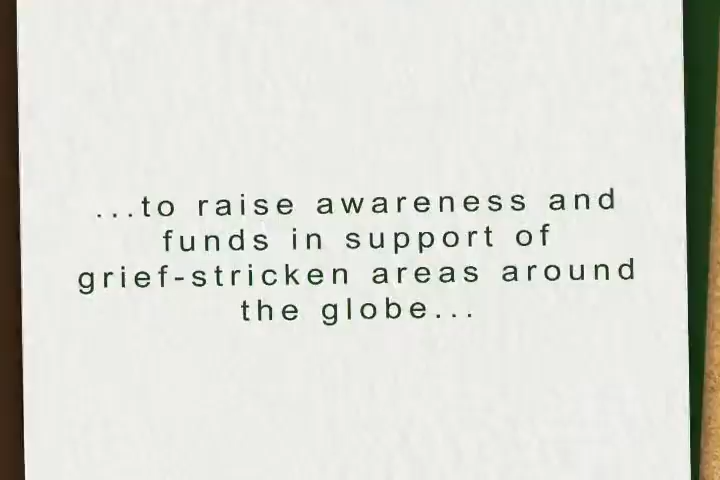 ...to raise awareness and
funds in support of
grief-stricken areas around
the globe...